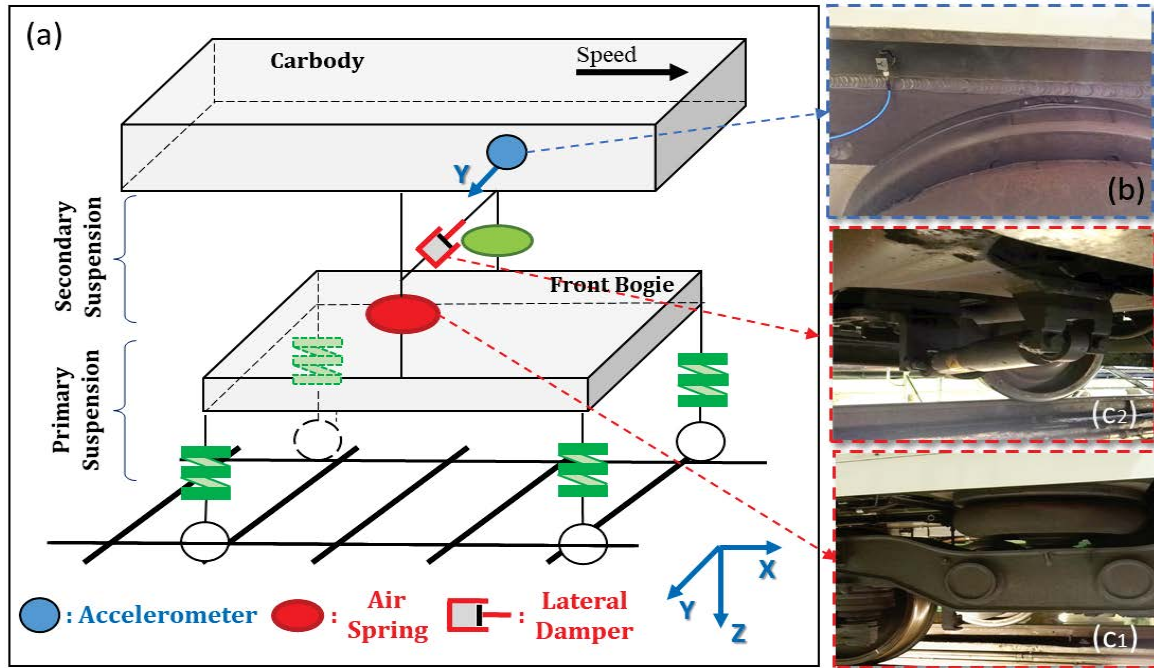 (a)
Carbody
Speed
Y
Secondary
Suspension
Front Bogie
Primary
Suspension
X
Y
Z
: Accelerometer
: Air
Spring
: Lateral
Damper
(b)
(c2)
(c1)